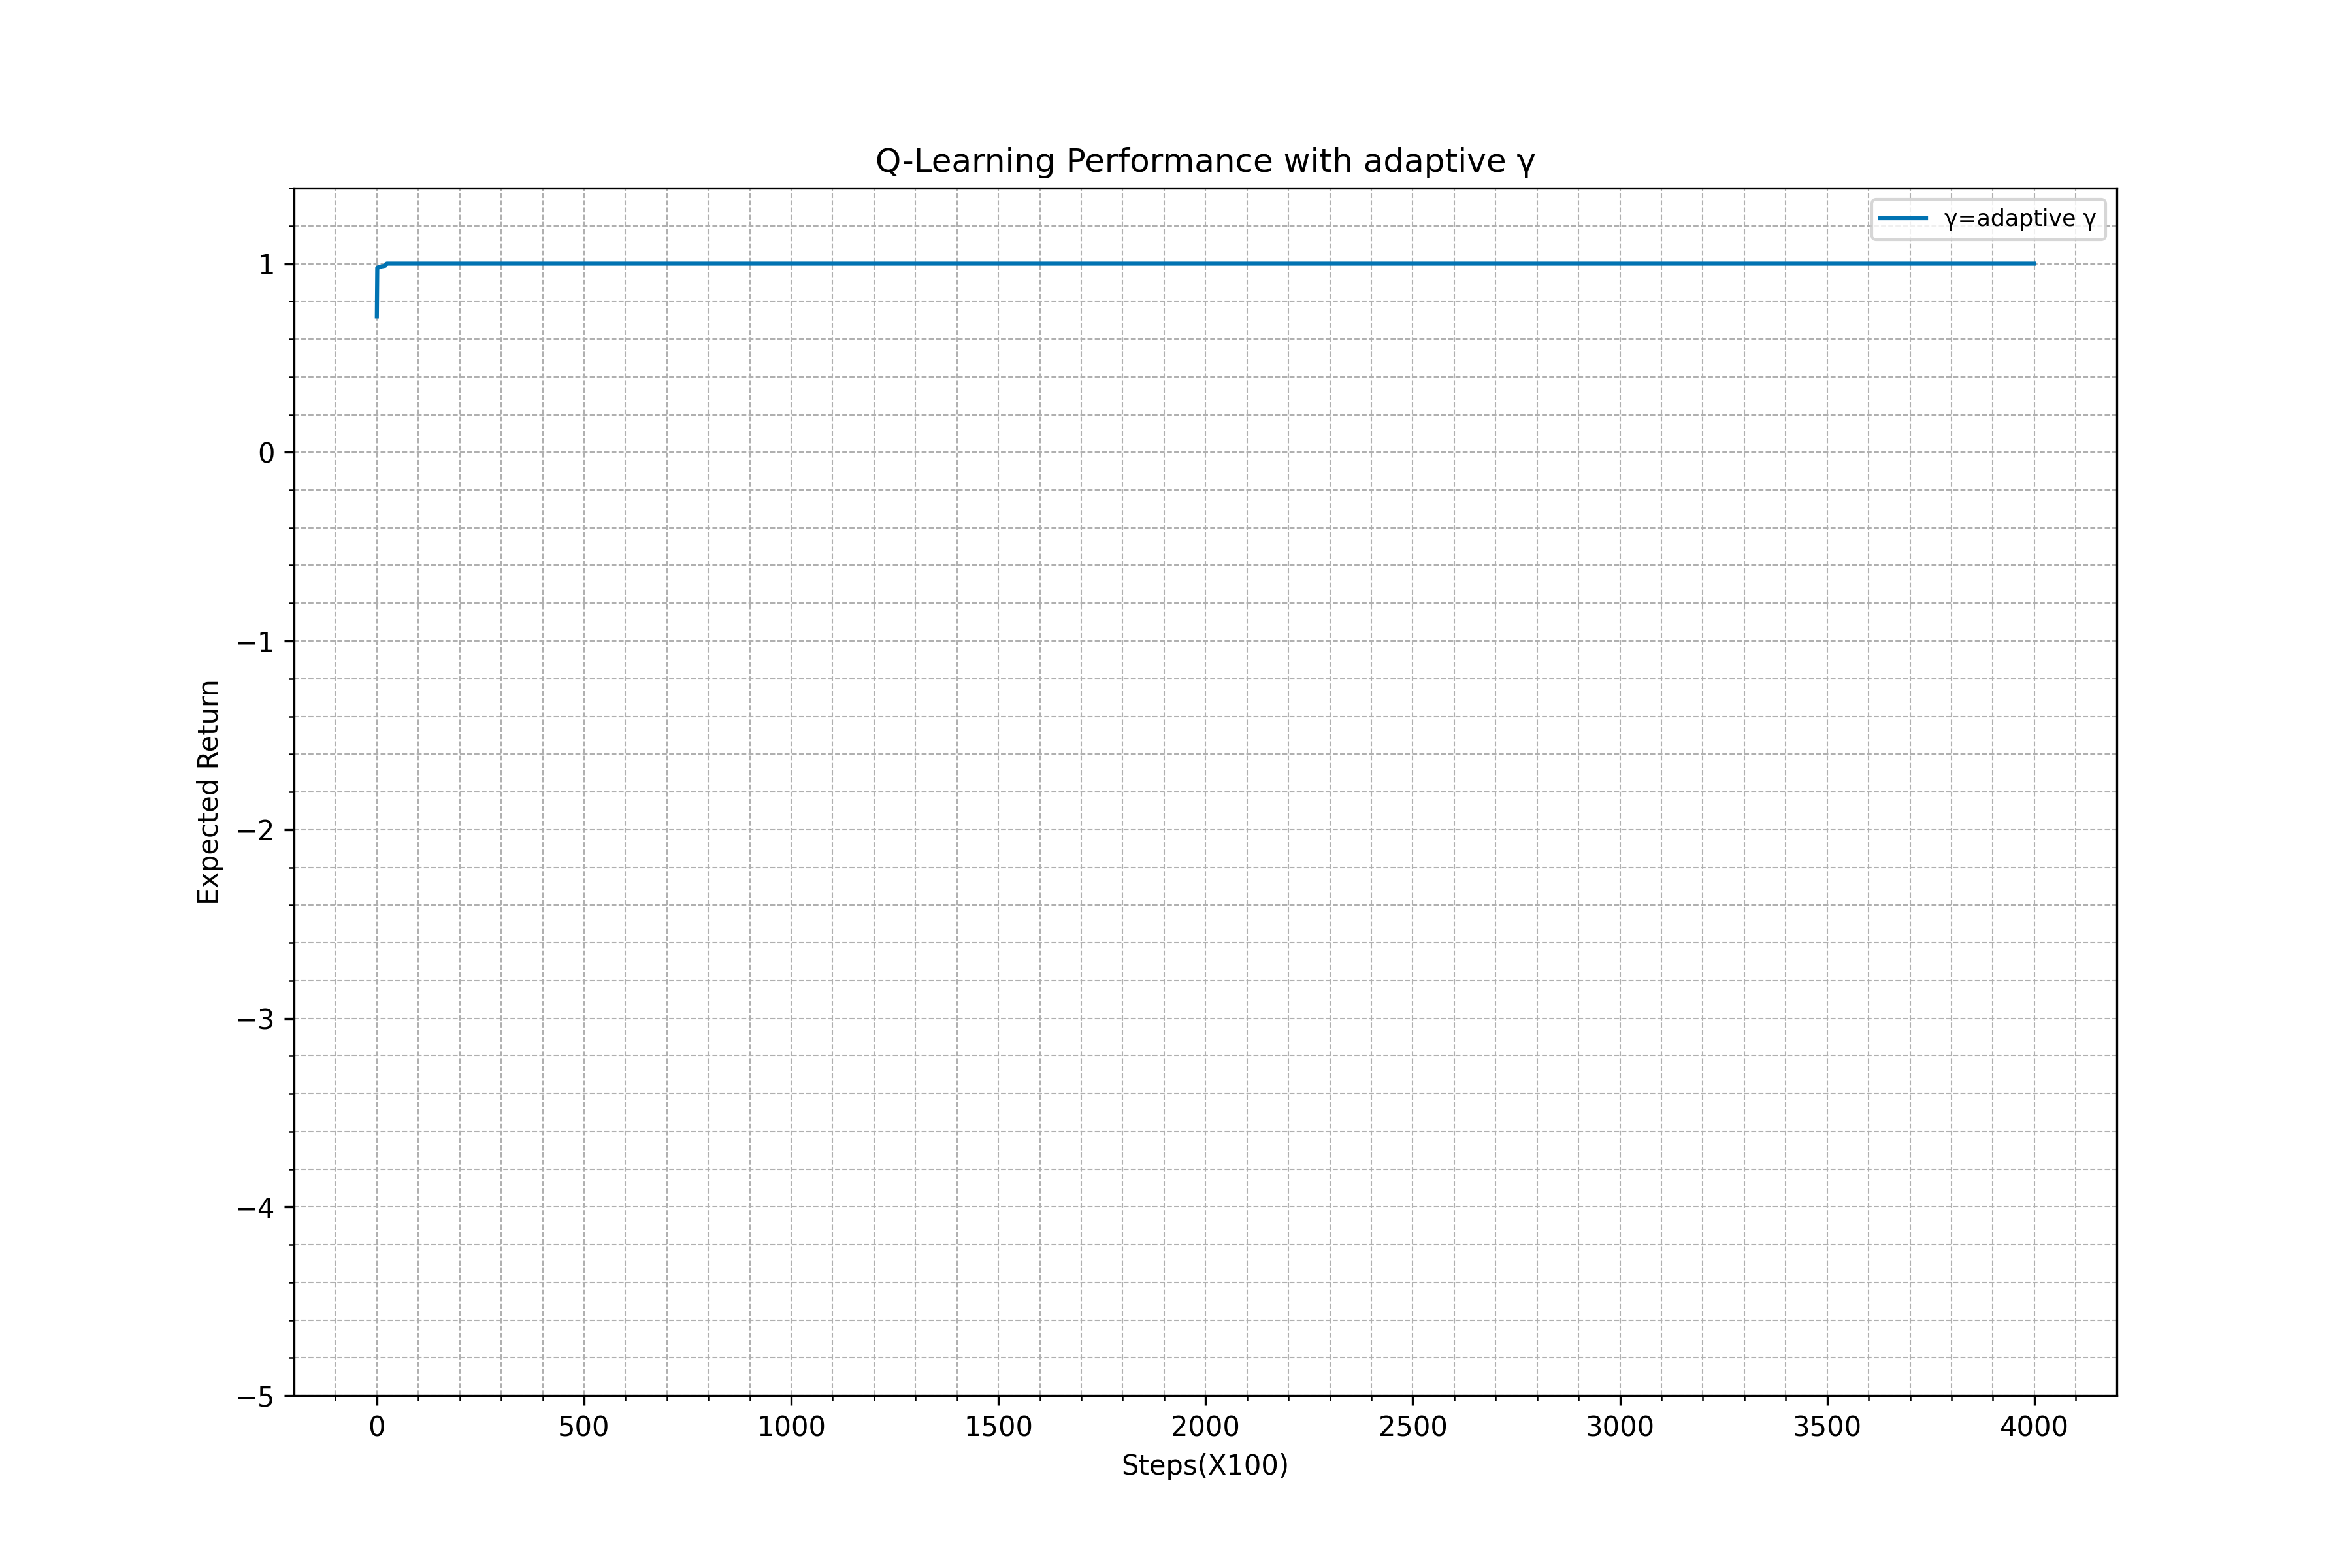 Q-Learning Performance with adaptive γ
γ=adaptive γ
Expected Return
1
0
−1
−2
−3
−4
−5
0 500 1000 1500 2000 2500 3000 3500 4000
Steps(X100)